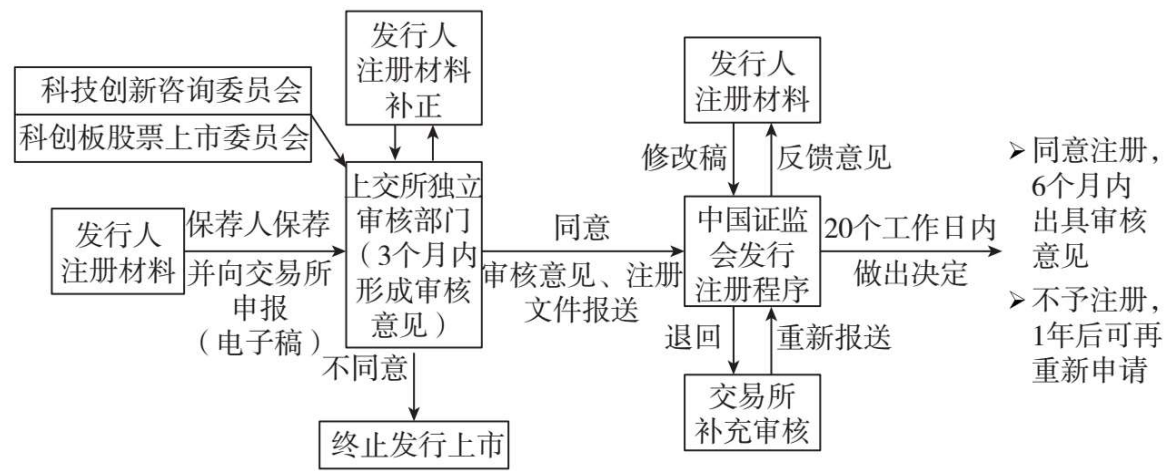 科技创新咨询委员会
科创板股票上市委员会
发行人
注册材料
补正
发行人
注册材料
保荐人保荐
并向交易所
申报
（电子稿）
上交所独立
审核部门
（3个月内
形成审核
意见）
不同意
终止发行上市
同意
审核意见、注册
文件报送
发行人
注册材料
修改稿
反馈意见
中国证监
会发行
注册程序
退回
重新报送
交易所
补充审核
20个工作日内
做出决定
➢ 同意注册，
6个月内
出具审核
意见
➢ 不予注册，
1年后可再
重新申请